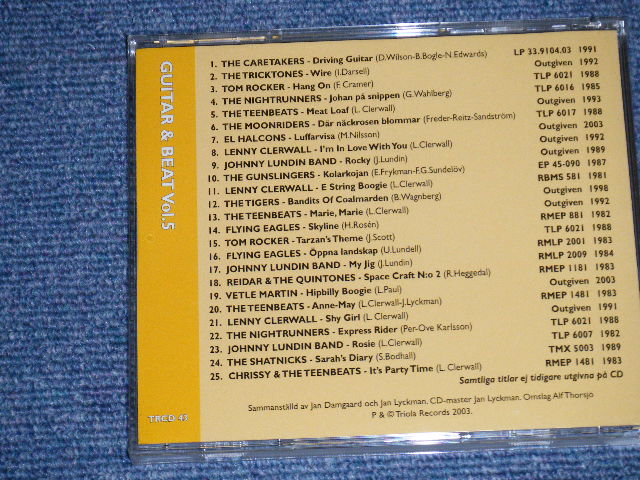 GUITAR & BEAT Vol.5
1. THE CARETAKERS - Driving Guitar (D.Wilson-B.Bogle-N.Edwards) LP 33.9104.03 1991
2. THE TRICKTONES - Wire (I.Darsell) Outgiven 1992
3. TOM ROCKER - Hang On (F. Cramer) TLP 6021 1988
4. THE NIGHTRUNNERS - Johan på snippen (G.Wahlberg) TLP 6016 1985
5. THE TEENBEATS - Meat Loaf (L. Clerwall) Outgiven 1993
6. THE MOONRIDERS - Där näckrosen blommar (Freder-Reitz-Sandström) TLP 6017 1988
7. EL HALCONS - Luffarvisa (M.Nilsson) Outgiven 2003
8. LENNY CLERWALL - I'm In Love With You (L.Clerwall) Outgiven 1992
9. JOHNNY LUNDIN BAND - Rocky (J.Lundin) Outgiven 1989
10. THE GUNSLINGERS - Kolarkojan (E.Frykman-F.G.Sundelöv) EP 45-090 1987
11. LENNY CLERWALL - E String Boogie (L.Clerwall) RBMS 581 1981
12. THE TIGERS - Bandits Of Coalmarden (B.Wagnberg) Outgiven 1998
13. THE TEENBEATS - Marie, Marie (L.Clerwall) Outgiven 1992
14. FLYING EAGLES - Skyline (H.Rosén) RMEP 881 1982
15. TOM ROCKER - Tarzan's Theme (J.Scott) TLP 6021 1988
16. FLYING EAGLES - Öppna landskap (U.Lundell) RMLP 2001 1983
17. JOHNNY LUNDIN BAND - My Jig (J.Lundin) RMLP 2009 1984
18. REIDAR & THE QUINTONES - Space Craft N:o 2 (R.Heggedal) RMEP 1181 1983
19. VETLE MARTIN - Hipbilly Boogie (L.Paul) Outgiven 2003
20. THE TEENBEATS - Anne-May (L.Clerwall-J.Lyckman) RMEP 1481 1983
21. LENNY CLERWALL - Shy Girl (L.Clerwall) Outgiven 1991
22. THE NIGHTRUNNERS - Express Rider (Per-Ove Karlsson) TLP 6021 1988
23. JOHNNY LUNDIN BAND - Rosie (L.Clerwall) TLP 6007 1982
24. THE SHATNICKS - Sarah's Diary (S.Bodhall) TMX 5003 1989
25. CHRISSY & THE TEENBEATS - It's Party Time (L. Clerwall) RMEP 1481 1983
Samtliga titlar ej tidigare utgivna på CD
Sammanställd av Jan Damgaard och Jan Lyckman. CD-master Jan Lyckman. Omslag Alf Thorsjö
P & © Triola Records 2003.
TRCD 45